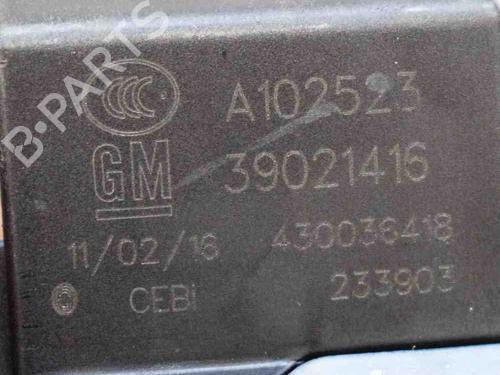 B-PARTS
CCC A102523
GM 39021416
11/02/16 430036418
CEBI 233903